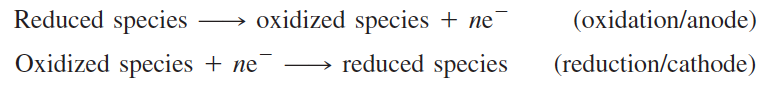 Reduced species ⟶ oxidized species + ne⁻ (oxidation/anode)
Oxidized species + ne⁻ ⟶ reduced species (reduction/cathode)